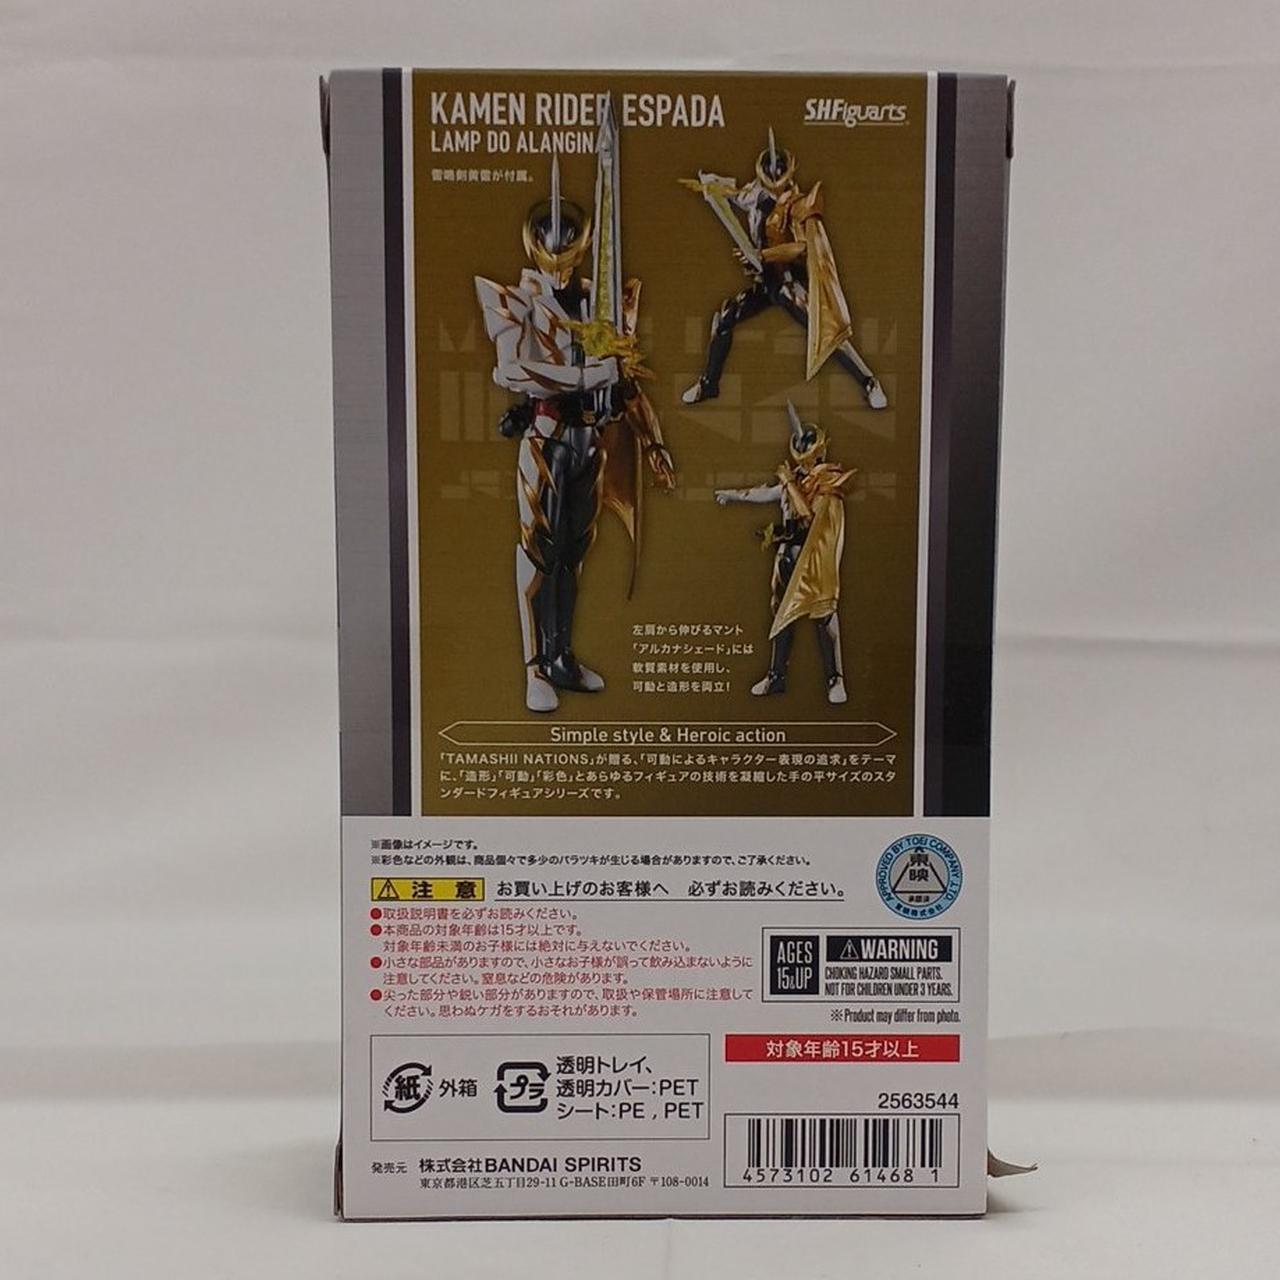 KAMEN RIDER ESPADA
LAMP DO ALANGINA
SHFiguarts
雷鳴剣黄雷が付属。
左肩から伸びるマント
「アルカナシェード」には
軟質素材を使用し、
可動と造形を両立!
Simple style & Heroic action
「TAMASHII NATIONS」が贈る、「可動によるキャラクター表現の追求」をテーマ
に、「造形」「可動」「彩色」とあらゆるフィギュアの技術を凝縮した手の平サイズのスタ
ンダードフィギュアシリーズです。
※画像はイメージです。
※彩色などの外観は、商品個々で多少のバラツキが生じる場合がありますので、ご了承ください。
注 意 お買い上げのお客様へ 必ずお読みください。
●取扱説明書を必ずお読みください。
●本商品の対象年齢は15才以上です。
対象年齢未満のお子様には絶対に与えないでください。
●小さな部品がありますので、小さなお子様が誤って飲み込まないように
注意してください。窒息などの危険があります。
●尖った部分や鋭い部分がありますので、取扱や保管場所に注意して
ください。思わぬケガをするおそれがあります。
APPROVED BY TOEI COMPANY, LTD.
東映
承認済
東映株式会社
AGES
15&UP
WARNING
CHOKING HAZARD SMALL PARTS.
NOT FOR CHILDREN UNDER 3 YEARS.
※Product may differ from photo.
対象年齢15才以上
紙 外箱
プラ
透明トレイ、
透明カバー:PET
シート:PE , PET
2563544
4573102 61468 1
発売元 株式会社BANDAI SPIRITS
東京都港区芝五丁目29-11 G-BASE田町6F 〒108-0014